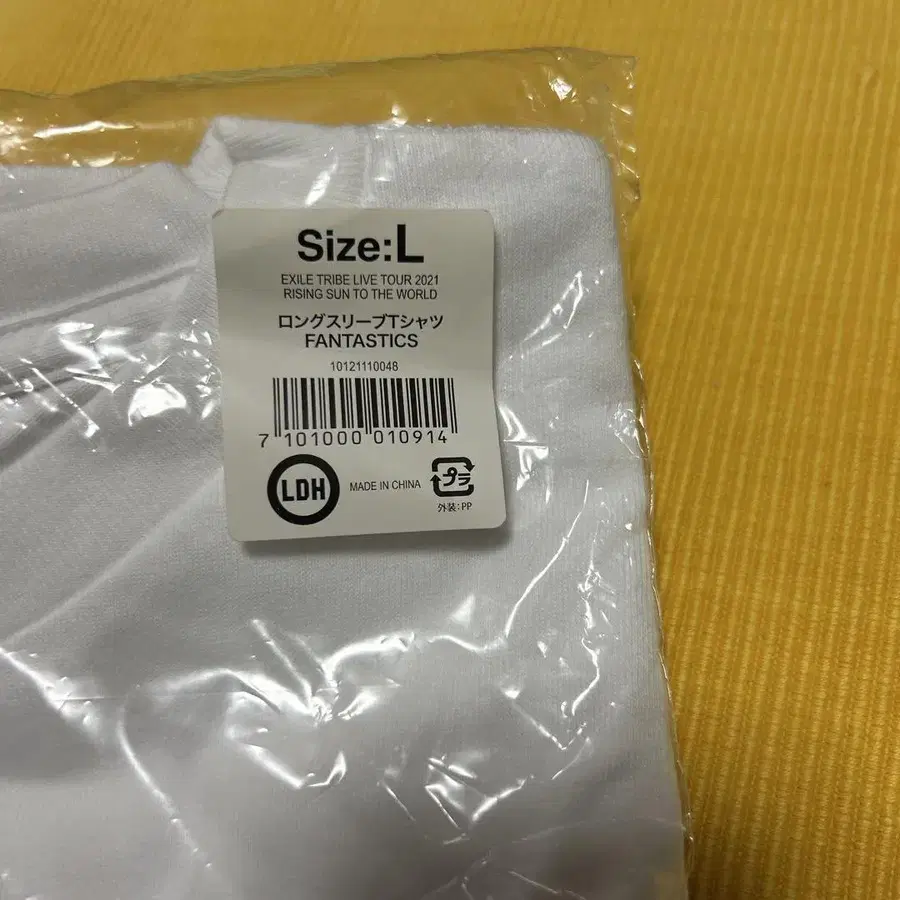 Size:L
EXILE TRIBE LIVE TOUR 2021
RISING SUN TO THE WORLD
ロングスリーブTシャツ
FANTASTICS
10121110048
7 101000 010914
LDH
MADE IN CHINA
プラ
外装:PP